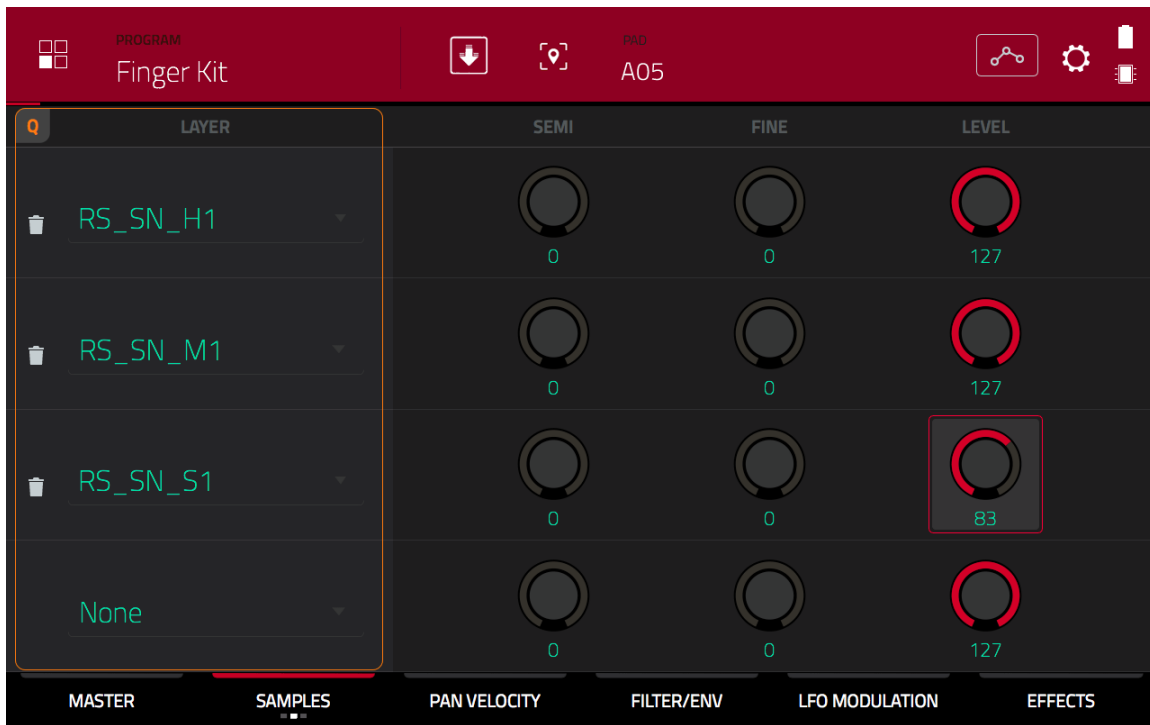 PROGRAM
Finger Kit
PAD
A05
Q LAYER SEMI FINE LEVEL
RS_SN_H1
0 0 127
RS_SN_M1
0 0 127
RS_SN_S1
0 0 83
None
0 0 127
MASTER SAMPLES PAN VELOCITY FILTER/ENV LFO MODULATION EFFECTS